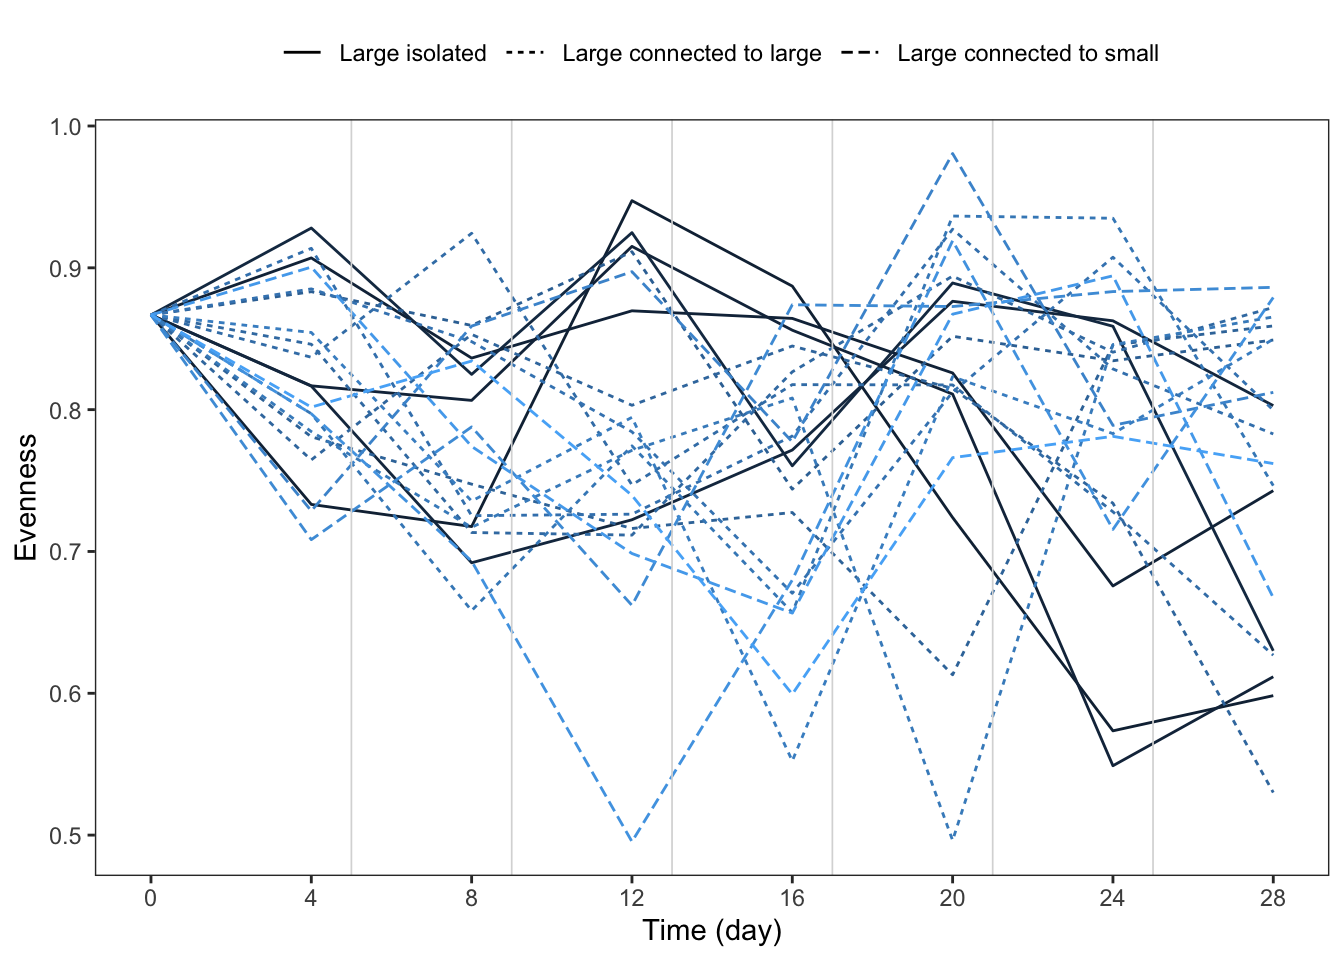 Large isolated Large connected to large Large connected to small
1.0
0.9
0.8
0.7
0.6
0.5
Evenness
0 4 8 12 16 20 24 28
Time (day)